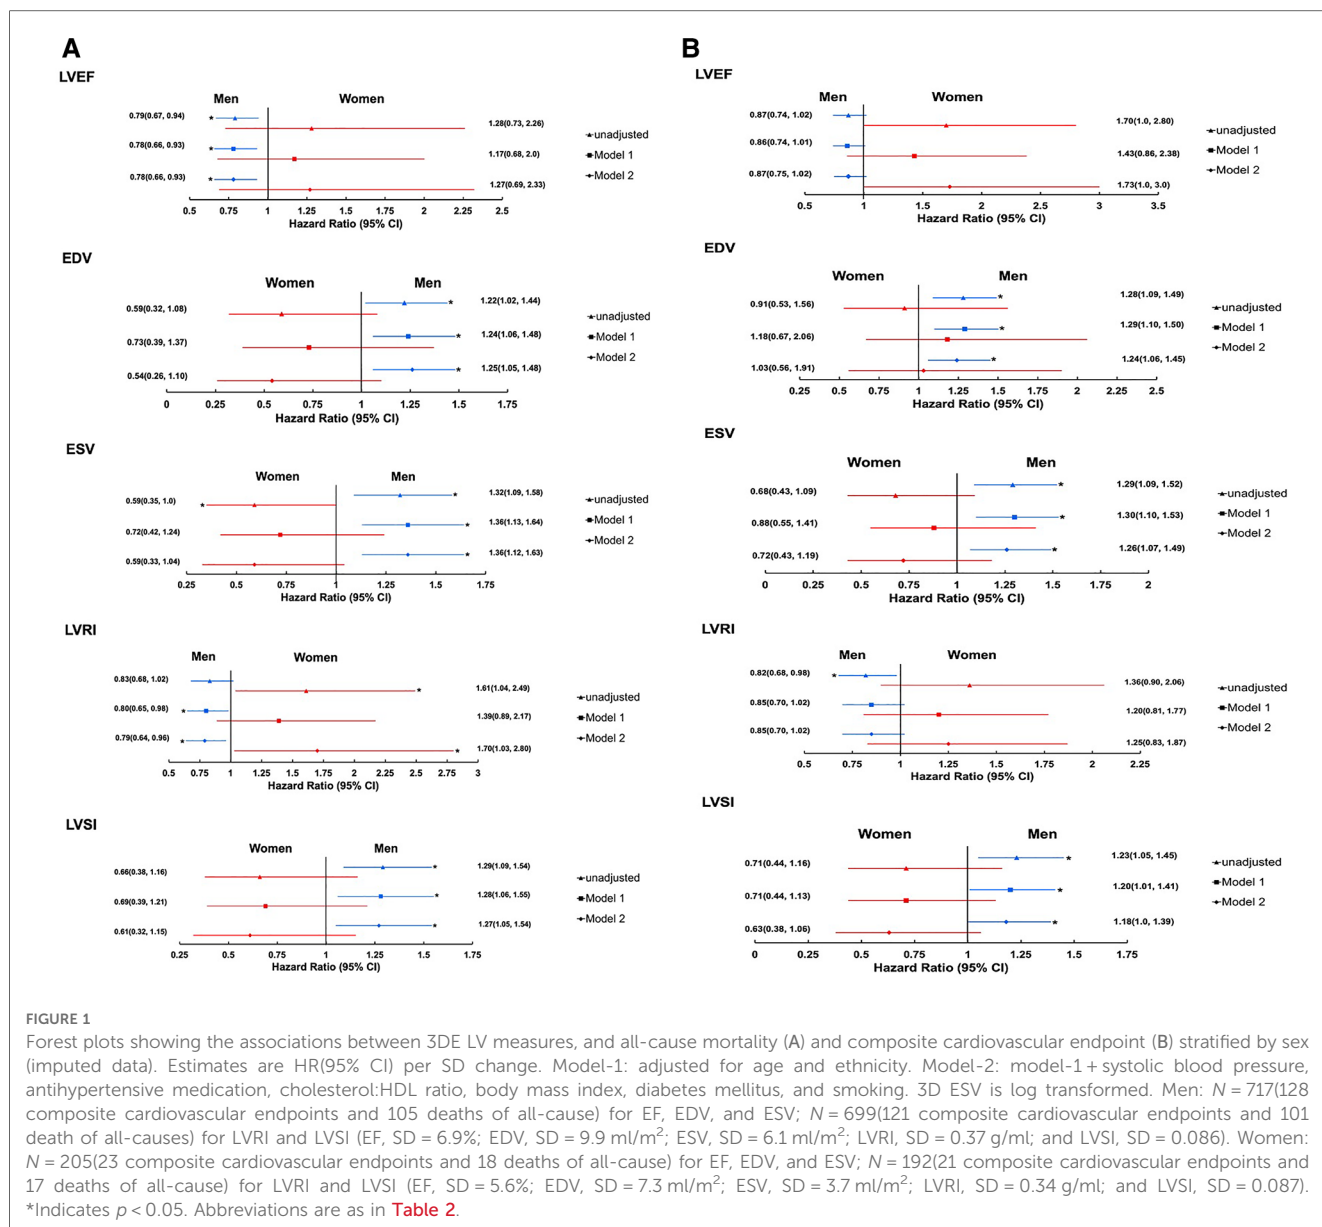 A
LVEF
Men
Women
0.79(0.67, 0.94)
*
1.28(0.73, 2.26)
0.78(0.66, 0.93)
*
1.17(0.68, 2.0)
0.78(0.66, 0.93)
*
1.27(0.69, 2.33)
unadjusted
Model 1
Model 2
0.5 0.75 1 1.25 1.5 1.75 2 2.25 2.5
Hazard Ratio (95% CI)
EDV
Women
Men
1.22(1.02, 1.44)
*
0.59(0.32, 1.08)
1.24(1.06, 1.48)
*
0.73(0.39, 1.37)
1.25(1.05, 1.48)
*
0.54(0.26, 1.10)
unadjusted
Model 1
Model 2
0 0.25 0.5 0.75 1 1.25 1.5 1.75
Hazard Ratio (95% CI)
ESV
Women
Men
1.32(1.09, 1.58)
*
0.59(0.35, 1.0)
*
1.36(1.13, 1.64)
*
0.72(0.42, 1.24)
1.36(1.12, 1.63)
*
0.59(0.33, 1.04)
unadjusted
Model 1
Model 2
0.25 0.5 0.75 1 1.25 1.5 1.75
Hazard Ratio (95% CI)
LVRI
Men
Women
0.83(0.68, 1.02)
1.61(1.04, 2.49)
*
0.80(0.65, 0.98)
*
1.39(0.89, 2.17)
0.79(0.64, 0.96)
*
1.70(1.03, 2.80)
*
unadjusted
Model 1
Model 2
0.5 0.75 1 1.25 1.5 2 2.25 2.5 3
Hazard Ratio (95% CI)
LVSI
Women
Men
1.29(1.09, 1.54)
*
0.66(0.38, 1.16)
1.28(1.06, 1.55)
*
0.69(0.39, 1.21)
1.27(1.05, 1.54)
*
0.61(0.32, 1.15)
unadjusted
Model 1
Model 2
0.25 0.5 0.75 1 1.25 1.5 1.75
Hazard Ratio (95% CI)
B
LVEF
Men
Women
0.87(0.74, 1.02)
1.70(1.0, 2.80)
0.86(0.74, 1.01)
1.43(0.86, 2.38)
0.87(0.75, 1.02)
1.73(1.0, 3.0)
unadjusted
Model 1
Model 2
0.5 1 1.5 2 2.5 3 3.5
Hazard Ratio (95% CI)
EDV
Women
Men
1.28(1.09, 1.49)
*
0.91(0.53, 1.56)
1.29(1.10, 1.50)
*
1.18(0.67, 2.06)
1.24(1.06, 1.45)
*
1.03(0.56, 1.91)
unadjusted
Model 1
Model 2
0 0.5 1 1.5 2 2.5
Hazard Ratio (95% CI)
ESV
Women
Men
1.29(1.09, 1.52)
*
0.68(0.43, 1.09)
1.30(1.10, 1.53)
*
0.88(0.55, 1.41)
1.26(1.07, 1.49)
*
0.72(0.43, 1.19)
unadjusted
Model 1
Model 2
0 0.25 0.5 0.75 1 1.25 1.5 1.75 2
Hazard Ratio (95% CI)
LVRI
Men
Women
0.82(0.68, 0.98)
*
1.36(0.90, 2.06)
0.85(0.70, 1.02)
1.20(0.81, 1.77)
0.85(0.70, 1.02)
1.25(0.83, 1.87)
unadjusted
Model 1
Model 2
0.5 0.75 1 1.25 1.5 1.75 2 2.25
Hazard Ratio (95% CI)
LVSI
Women
Men
1.23(1.05, 1.45)
*
0.71(0.44, 1.16)
1.20(1.01, 1.41)
*
0.71(0.44, 1.13)
1.18(1.0, 1.39)
*
0.63(0.38, 1.06)
unadjusted
Model 1
Model 2
0 0.25 0.5 0.75 1 1.25 1.5 1.75
Hazard Ratio (95% CI)
FIGURE 1
Forest plots showing the associations between 3DE LV measures, and all-cause mortality (A) and composite cardiovascular endpoint (B) stratified by sex
(imputed data). Estimates are HR(95% CI) per SD change. Model-1: adjusted for age and ethnicity. Model-2: model-1 + systolic blood pressure,
antihypertensive medication, cholesterol:HDL ratio, body mass index, diabetes mellitus, and smoking. 3D ESV is log transformed. Men: N = 717(128
composite cardiovascular endpoints and 105 deaths of all-cause) for EF, EDV, and ESV; N = 699(121 composite cardiovascular endpoints and 101
death of all-causes) for LVRI and LVSI (EF, SD = 6.9%; EDV, SD = 9.9 ml/m²; ESV, SD = 6.1 ml/m²; LVRI, SD = 0.37 g/ml; and LVSI, SD = 0.086). Women:
N = 205(23 composite cardiovascular endpoints and 18 deaths of all-cause) for EF, EDV, and ESV; N = 192(21 composite cardiovascular endpoints and
17 deaths of all-cause) for LVRI and LVSI (EF, SD = 5.6%; EDV, SD = 7.3 ml/m²; ESV, SD = 3.7 ml/m²; LVRI, SD = 0.34 g/ml; and LVSI, SD = 0.087).
*Indicates p < 0.05. Abbreviations are as in Table 2.